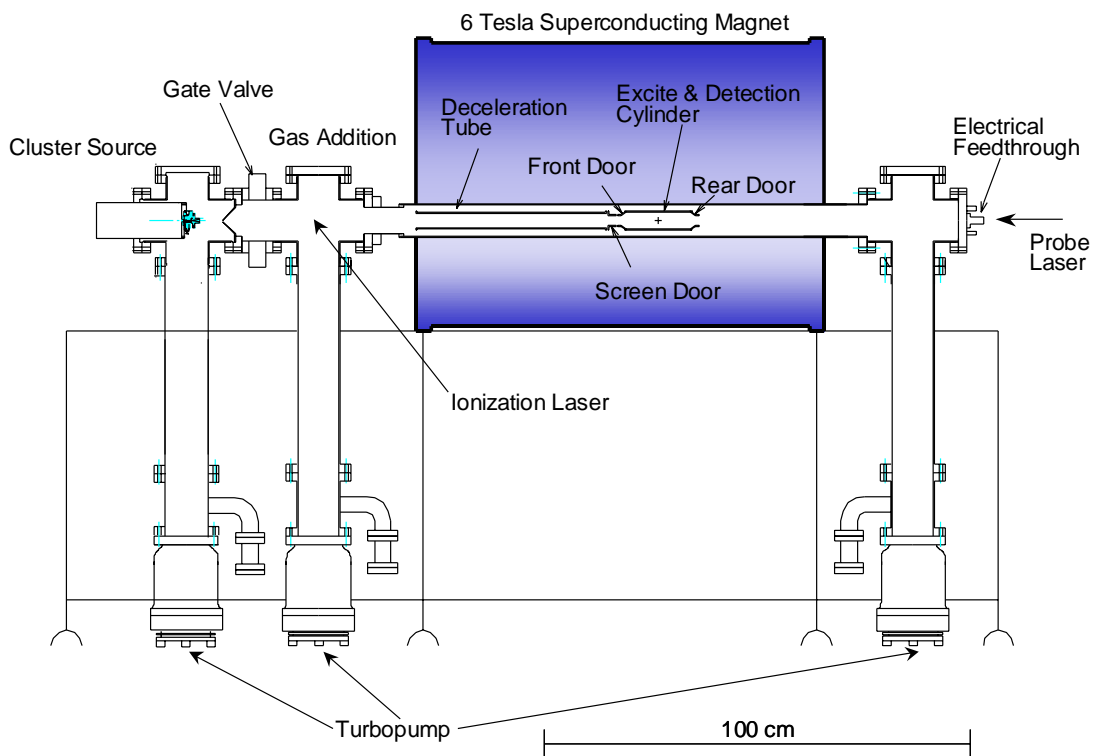 6 Tesla Superconducting Magnet
Gate Valve
Cluster Source
Gas Addition
Deceleration
Tube
Excite & Detection
Cylinder
Front Door
Rear Door
Electrical
Feedthrough
Probe
Laser
Screen Door
Ionization Laser
Turbopump
100 cm